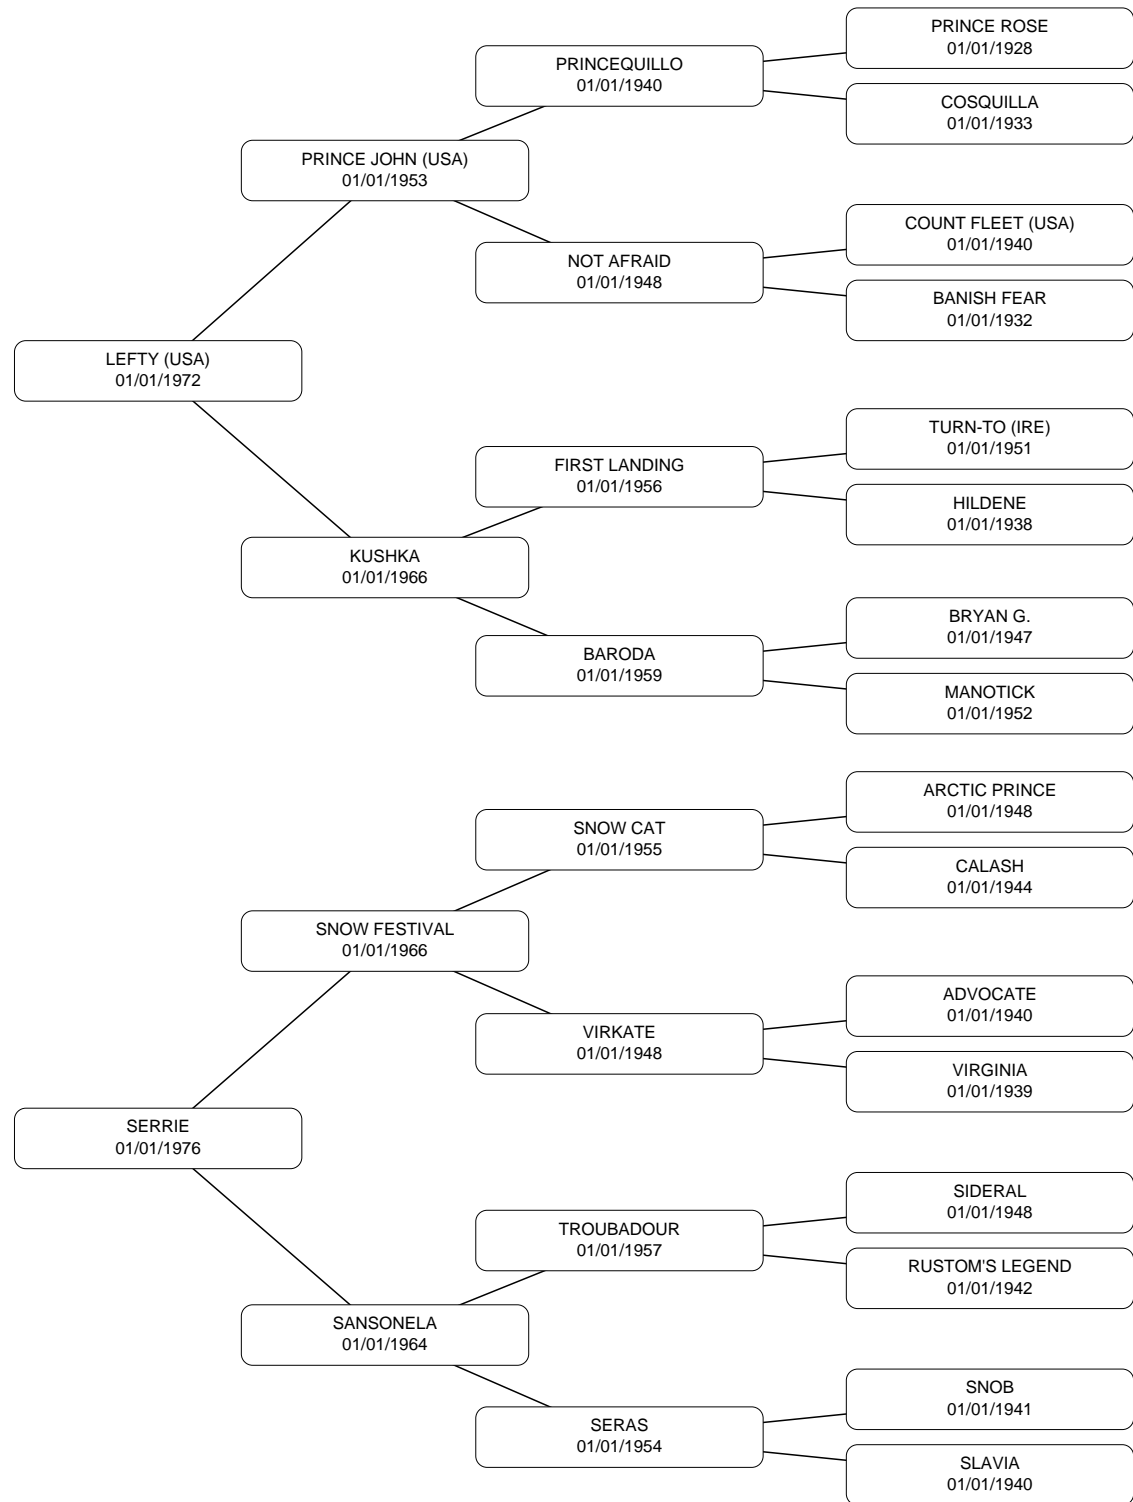 PRINCE ROSE
01/01/1928
PRINCEQUILLO
01/01/1940
COSQUILLA
01/01/1933
PRINCE JOHN (USA)
01/01/1953
COUNT FLEET (USA)
01/01/1940
NOT AFRAID
01/01/1948
BANISH FEAR
01/01/1932
LEFTY (USA)
01/01/1972
TURN-TO (IRE)
01/01/1951
FIRST LANDING
01/01/1956
HILDENE
01/01/1938
KUSHKA
01/01/1966
BRYAN G.
01/01/1947
BARODA
01/01/1959
MANOTICK
01/01/1952
ARCTIC PRINCE
01/01/1948
SNOW CAT
01/01/1955
CALASH
01/01/1944
SNOW FESTIVAL
01/01/1966
ADVOCATE
01/01/1940
VIRKATE
01/01/1948
VIRGINIA
01/01/1939
SERRIE
01/01/1976
SIDERAL
01/01/1948
TROUBADOUR
01/01/1957
RUSTOM'S LEGEND
01/01/1942
SANSONELA
01/01/1964
SNOB
01/01/1941
SERAS
01/01/1954
SLAVIA
01/01/1940